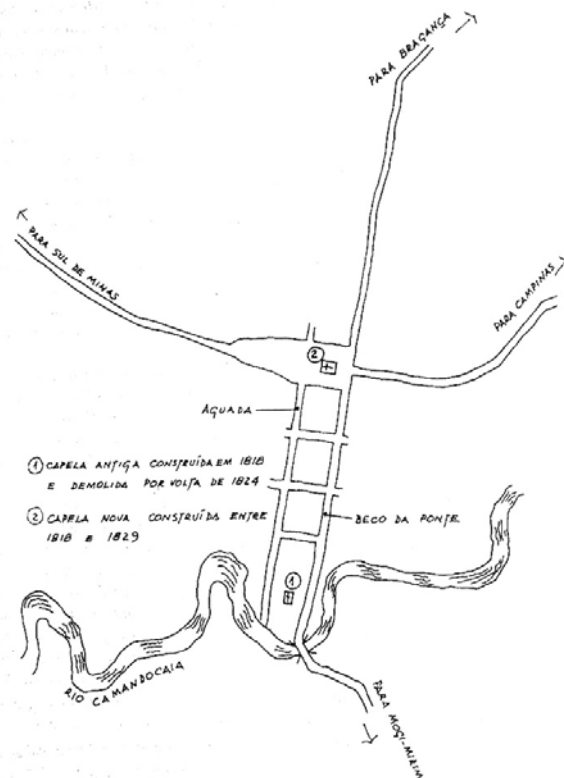 PARA BRAGANÇA
PARA SUL DE MINAS
PARA CAMPINAS
2
AGUADA
1 CAPELA ANTIGA CONSTRUÍDA EM 1818
E DEMOLIDA POR VOLTA DE 1824
2 CAPELA NOVA CONSTRUÍDA ENTRE
1818 E 1829
BECO DA PONTE
1
RIO CAMANDOCAIA
PARA MOGI-MIRIM